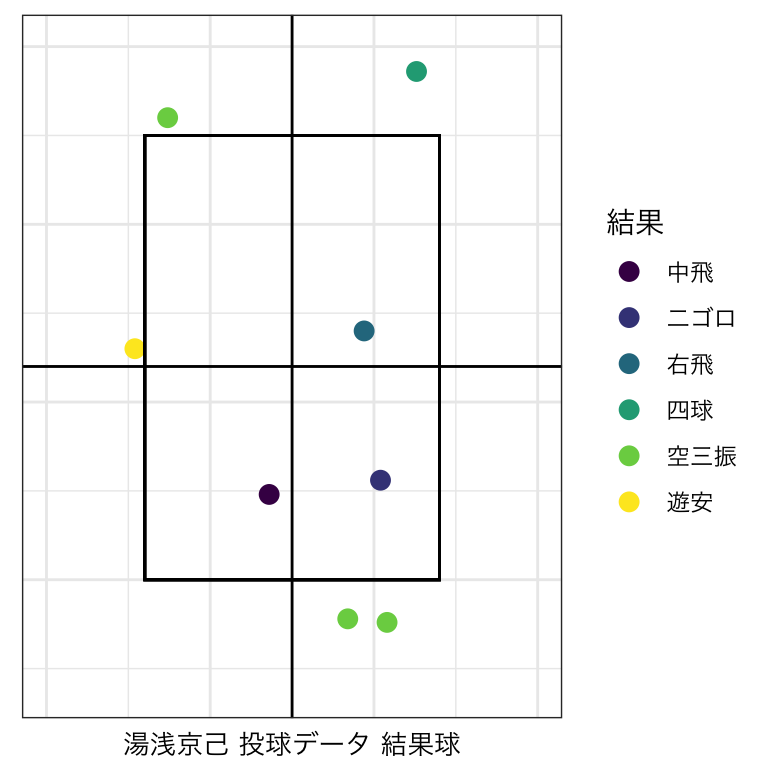 結果
中飛
ニゴロ
右飛
四球
空三振
遊安
湯浅京己 投球データ 結果球